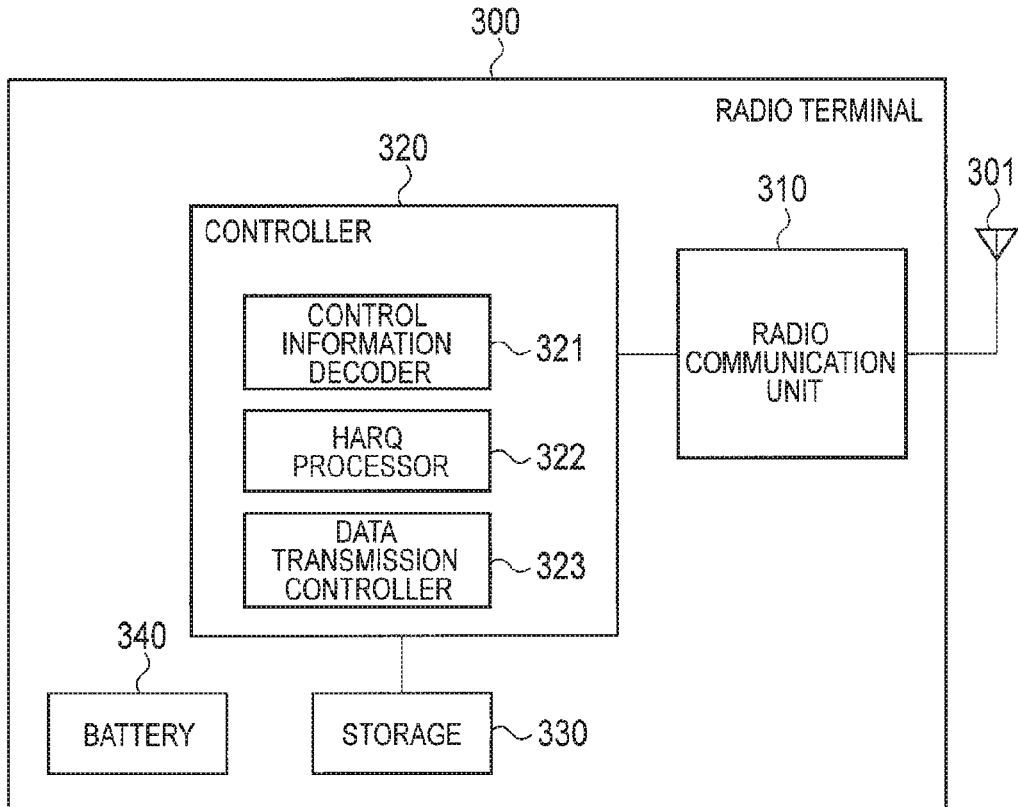 300
RADIO TERMINAL
320
301
310
CONTROLLER
CONTROL
INFORMATION
DECODER
321
RADIO
COMMUNICATION
UNIT
HARQ
PROCESSOR
322
DATA
TRANSMISSION
CONTROLLER
323
340
BATTERY
STORAGE
330